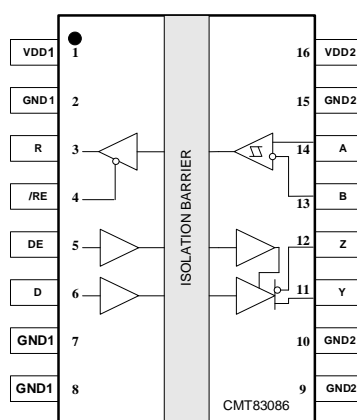 VDD1 1 16 VDD2
GND1 2 15 GND2
R 3 14 A
/RE 4 13 B
ISOLATION BARRIER
DE 5 12 Z
D 6 11 Y
GND1 7 10 GND2
GND1 8 9 GND2
CMT83086